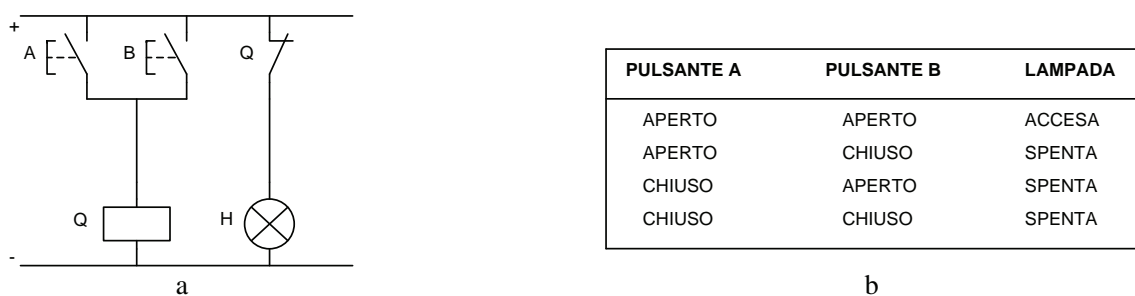 +
A B Q
Q H
-
a
PULSANTE A PULSANTE B LAMPADA
APERTO APERTO ACCESA
APERTO CHIUSO SPENTA
CHIUSO APERTO SPENTA
CHIUSO CHIUSO SPENTA
b